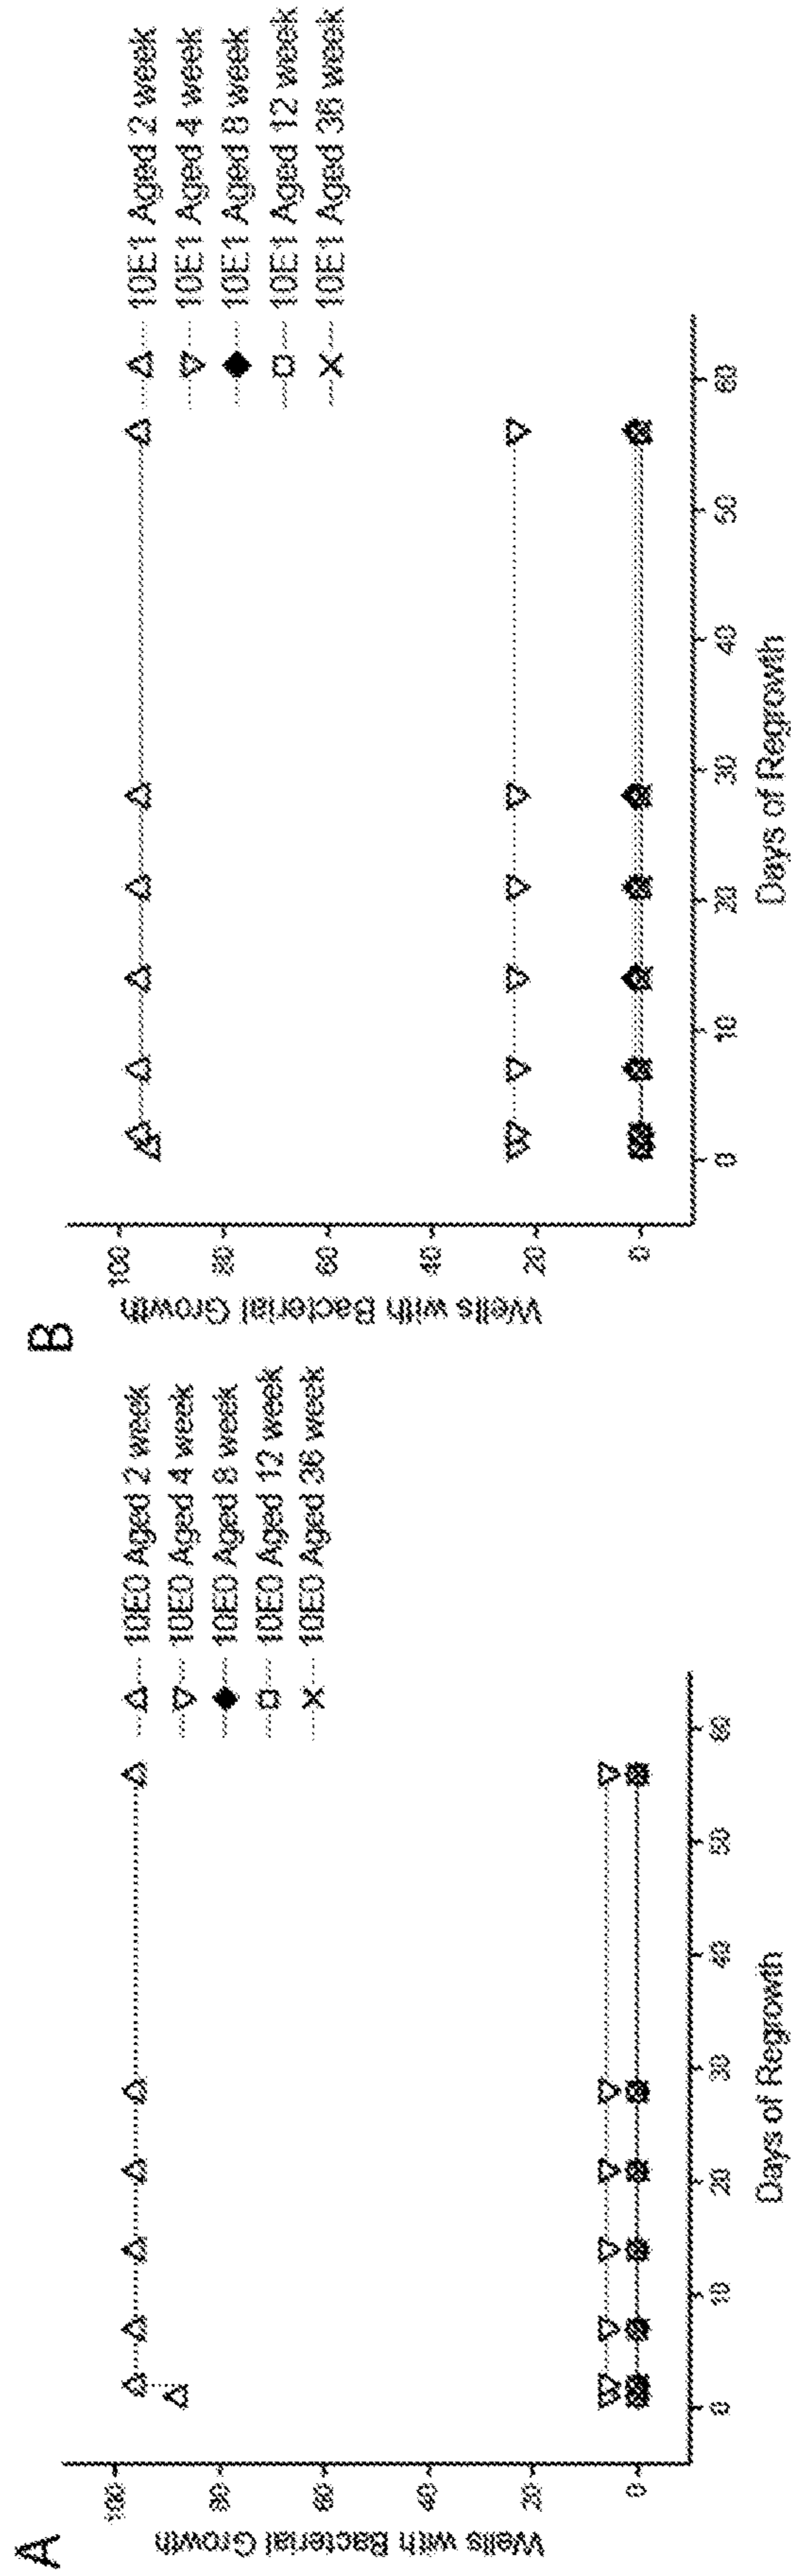 A
Wells with Bacterial Growth
100
80
60
40
20
0
0
10
20
30
40
50
60
Days of Regrowth
10E0 Aged 2 week
10E0 Aged 4 week
10E0 Aged 8 week
10E0 Aged 12 week
10E0 Aged 36 week
B
Wells with Bacterial Growth
100
80
60
40
20
0
0
10
20
30
40
50
60
Days of Regrowth
10E1 Aged 2 week
10E1 Aged 4 week
10E1 Aged 8 week
10E1 Aged 12 week
10E1 Aged 36 week